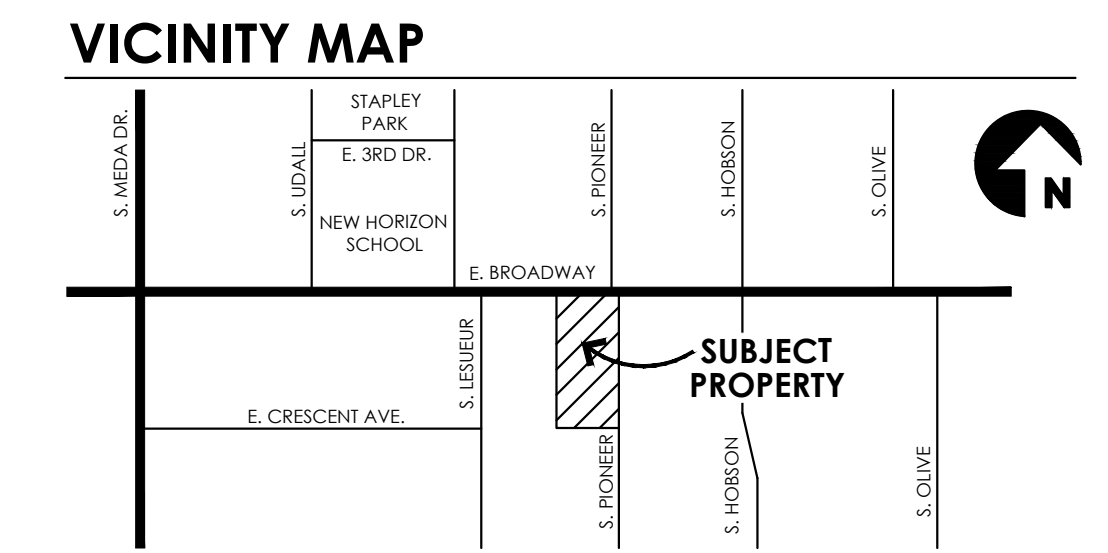 VICINITY MAP
STAPLEY
PARK
S. MEDA DR.
S. UDALL
E. 3RD DR.
S. PIONEER
S. HOBSON
S. OLIVE
N
NEW HORIZON
SCHOOL
E. BROADWAY
S. LESUEUR
SUBJECT
PROPERTY
E. CRESCENT AVE.
S. PIONEER
S. HOBSON
S. OLIVE